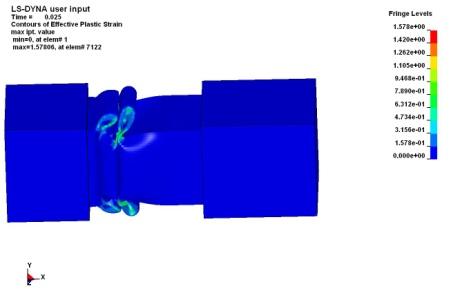 LS-DYNA user input
Time = 0.025
Contours of Effective Plastic Strain
max ipt. value
min=0, at elem# 1
max=1.57806, at elem# 7122
Fringe Levels
1.578e+00
1.420e+00
1.262e+00
1.105e+00
9.468e-01
7.890e-01
6.312e-01
4.734e-01
3.156e-01
1.578e-01
0.000e+00
Y
X